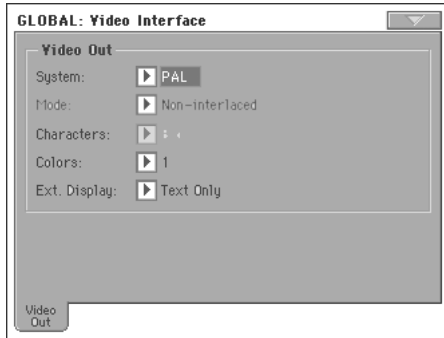 GLOBAL: Video Interface
Video Out
System: PAL
Mode: Non-interlaced
Characters:
Colors: 1
Ext. Display: Text Only
Video
Out